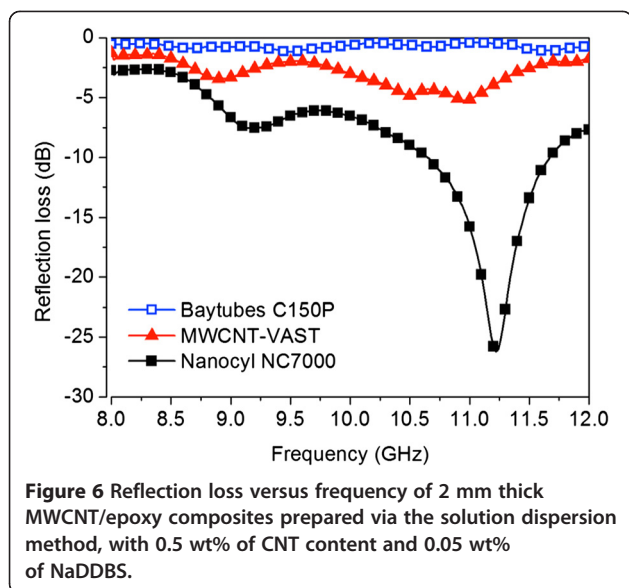 0
-5
-10
-15
-20
-25
-30
Reflection loss (dB)
Baytubes C150P
MWCNT-VAST
Nanocyl NC7000
8.0 8.5 9.0 9.5 10.0 10.5 11.0 11.5 12.0
Frequency (GHz)
Figure 6 Reflection loss versus frequency of 2 mm thick
MWCNT/epoxy composites prepared via the solution dispersion
method, with 0.5 wt% of CNT content and 0.05 wt%
of NaDDBS.